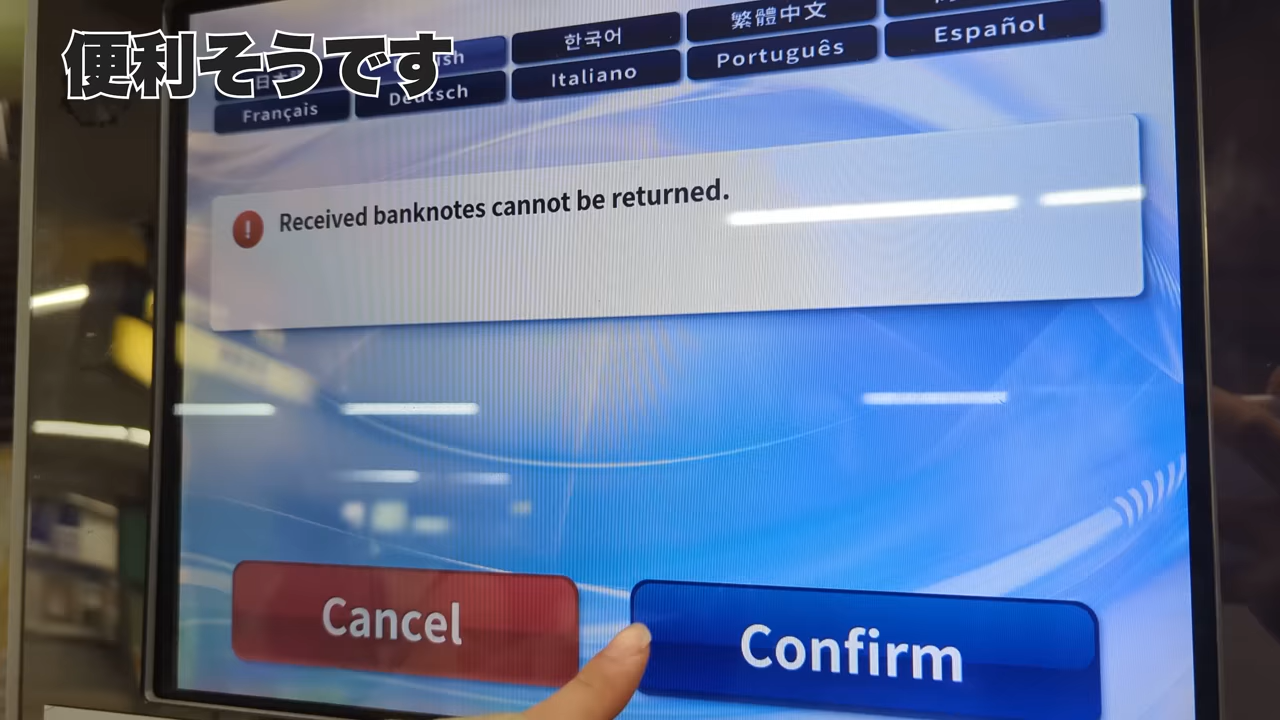 便利そうです
한국어
繁體中文
Français
Deutsch
Italiano
Português
Español
Received banknotes cannot be returned.
Cancel
Confirm